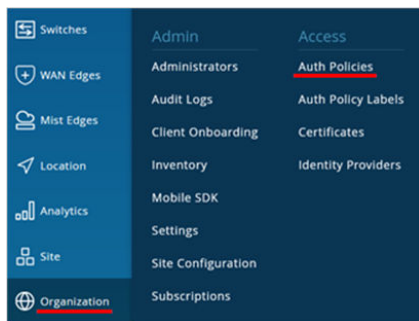 Switches
WAN Edges
Mist Edges
Location
Analytics
Site
Organization
Admin
Administrators
Audit Logs
Client Onboarding
Inventory
Mobile SDK
Settings
Site Configuration
Subscriptions
Access
Auth Policies
Auth Policy Labels
Certificates
Identity Providers